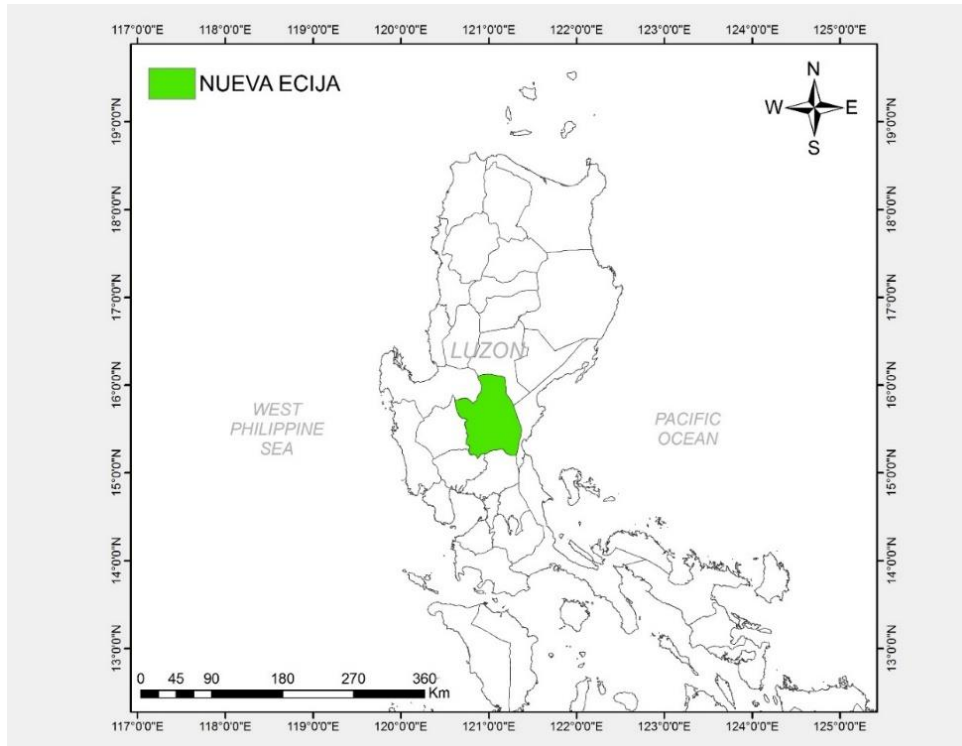 117°0'0"E 118°0'0"E 119°0'0"E 120°0'0"E 121°0'0"E 122°0'0"E 123°0'0"E 124°0'0"E 125°0'0"E
NUEVA ECIJA
N
W E
S
19°0'0"N 19°0'0"N
18°0'0"N 18°0'0"N
17°0'0"N 17°0'0"N
LUZON
16°0'0"N 16°0'0"N
WEST
PHILIPPINE
SEA
PACIFIC
OCEAN
15°0'0"N 15°0'0"N
14°0'0"N 14°0'0"N
13°0'0"N 13°0'0"N
0 45 90 180 270 360
Km
117°0'0"E 118°0'0"E 119°0'0"E 120°0'0"E 121°0'0"E 122°0'0"E 123°0'0"E 124°0'0"E 125°0'0"E